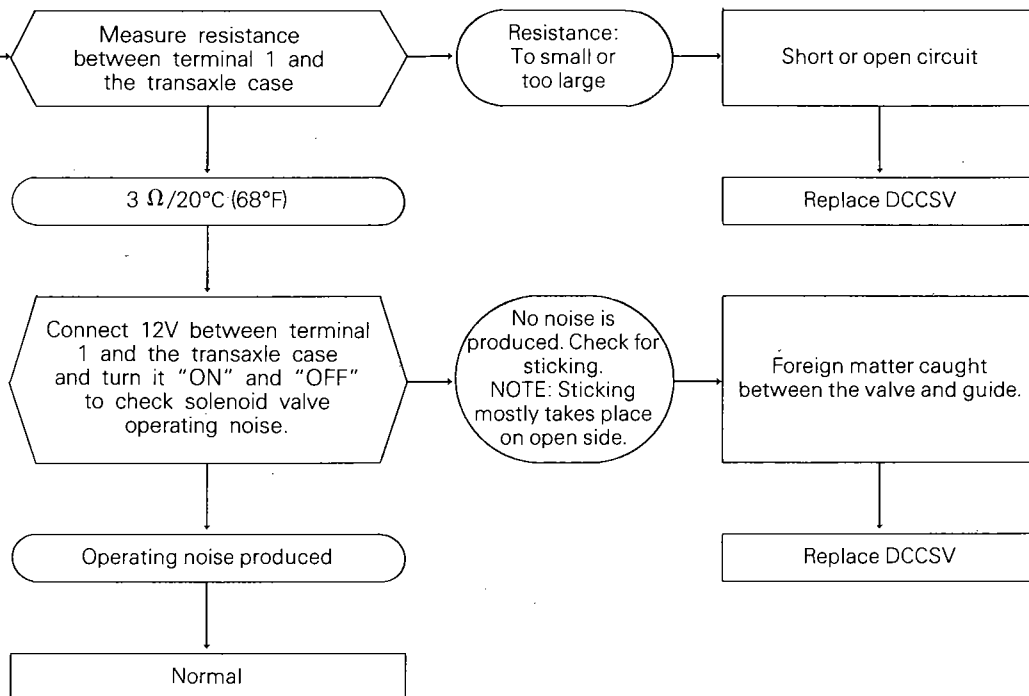 Measure resistance
between terminal 1 and
the transaxle case
Resistance:
To small or
too large
Short or open circuit
3 Ω/20°C (68°F)
Replace DCCSV
Connect 12V between terminal
1 and the transaxle case
and turn it "ON" and "OFF"
to check solenoid valve
operating noise.
No noise is
produced. Check for
sticking.
NOTE: Sticking
mostly takes place
on open side.
Foreign matter caught
between the valve and guide.
Operating noise produced
Replace DCCSV
Normal